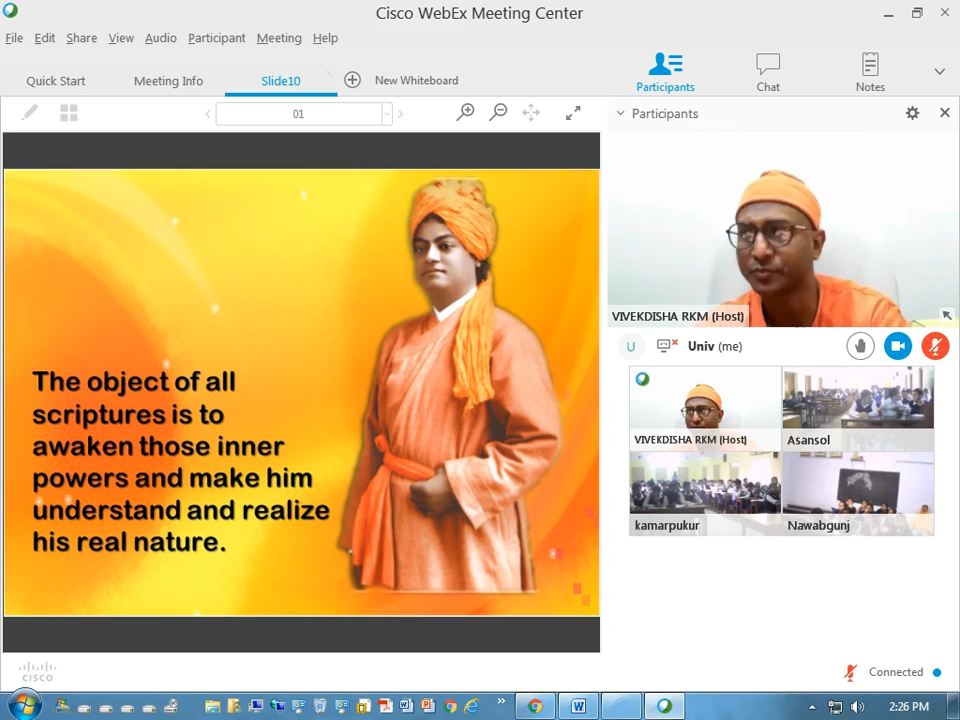 Cisco WebEx Meeting Center
File Edit Share View Audio Participant Meeting Help
Quick Start Meeting Info Slide10 New Whiteboard
Participants Chat Notes
01
Participants
The object of all
scriptures is to
awaken those inner
powers and make him
understand and realize
his real nature.
VIVEKDISHA RKM (Host)
U Univ (me)
VIVEKDISHA RKM (Host)
Asansol
kamarpukur
Nawabgunj
CISCO
Connected
2:26 PM